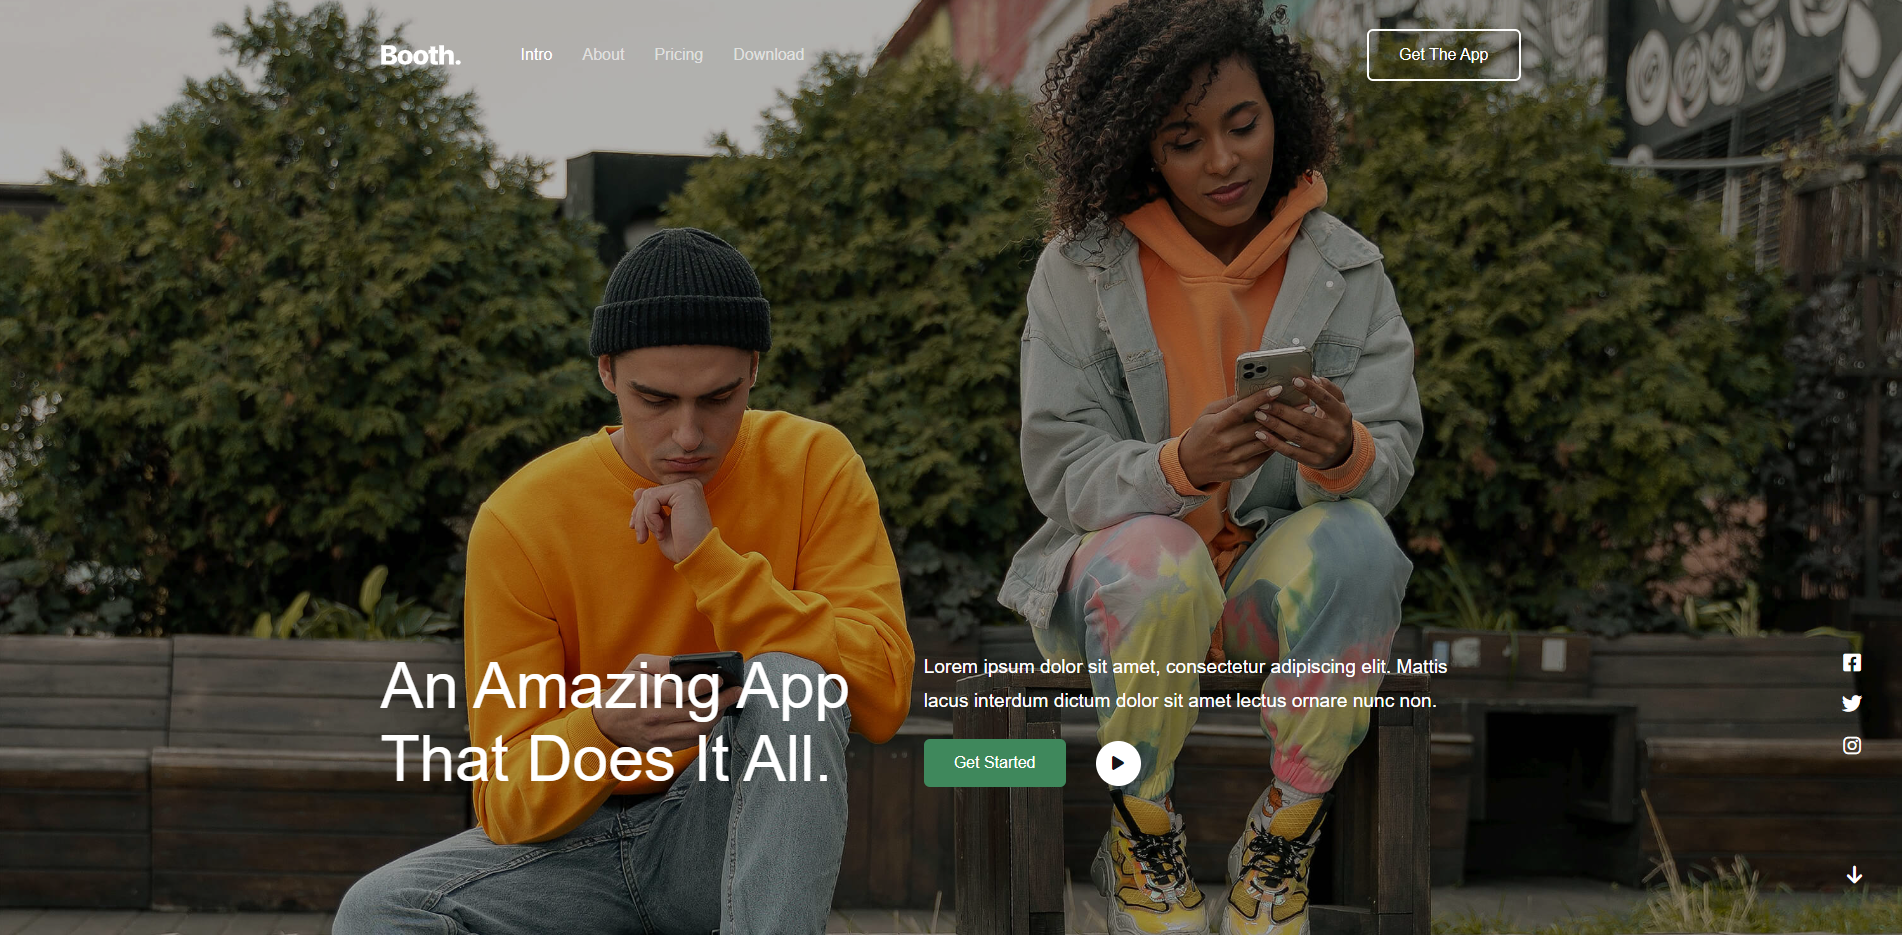 Booth.
Intro
About
Pricing
Download
Get The App
An Amazing App
That Does It All.
Lorem ipsum dolor sit amet, consectetur adipiscing elit. Mattis
lacus interdum dictum dolor sit amet lectus ornare nunc non.
Get Started